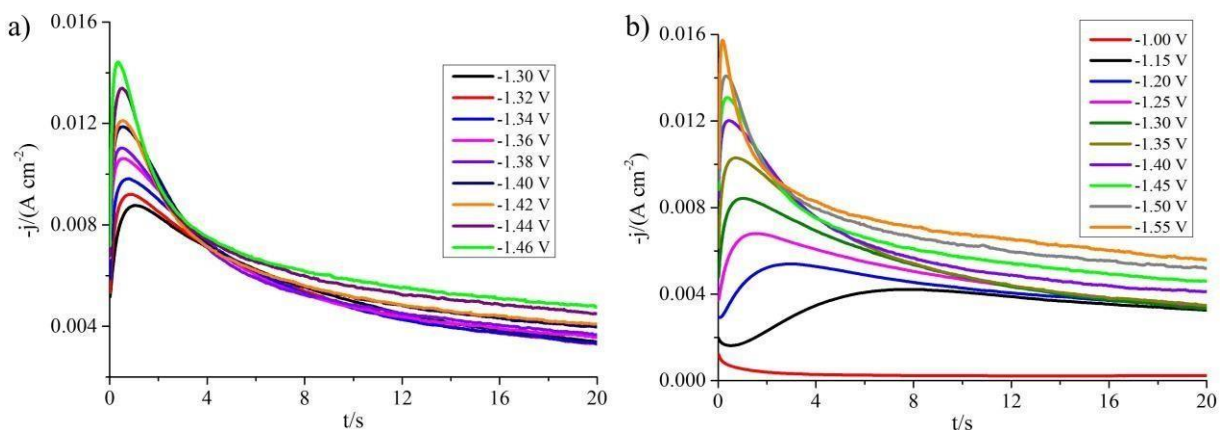 a)
-j/(A cm⁻²)
0.016
0.012
0.008
0.004
-1.30 V
-1.32 V
-1.34 V
-1.36 V
-1.38 V
-1.40 V
-1.42 V
-1.44 V
-1.46 V
0 4 8 12 16 20
t/s
b)
-j/(A cm⁻²)
0.016
0.012
0.008
0.004
0.000
-1.00 V
-1.15 V
-1.20 V
-1.25 V
-1.30 V
-1.35 V
-1.40 V
-1.45 V
-1.50 V
-1.55 V
0 4 8 12 16 20
t/s